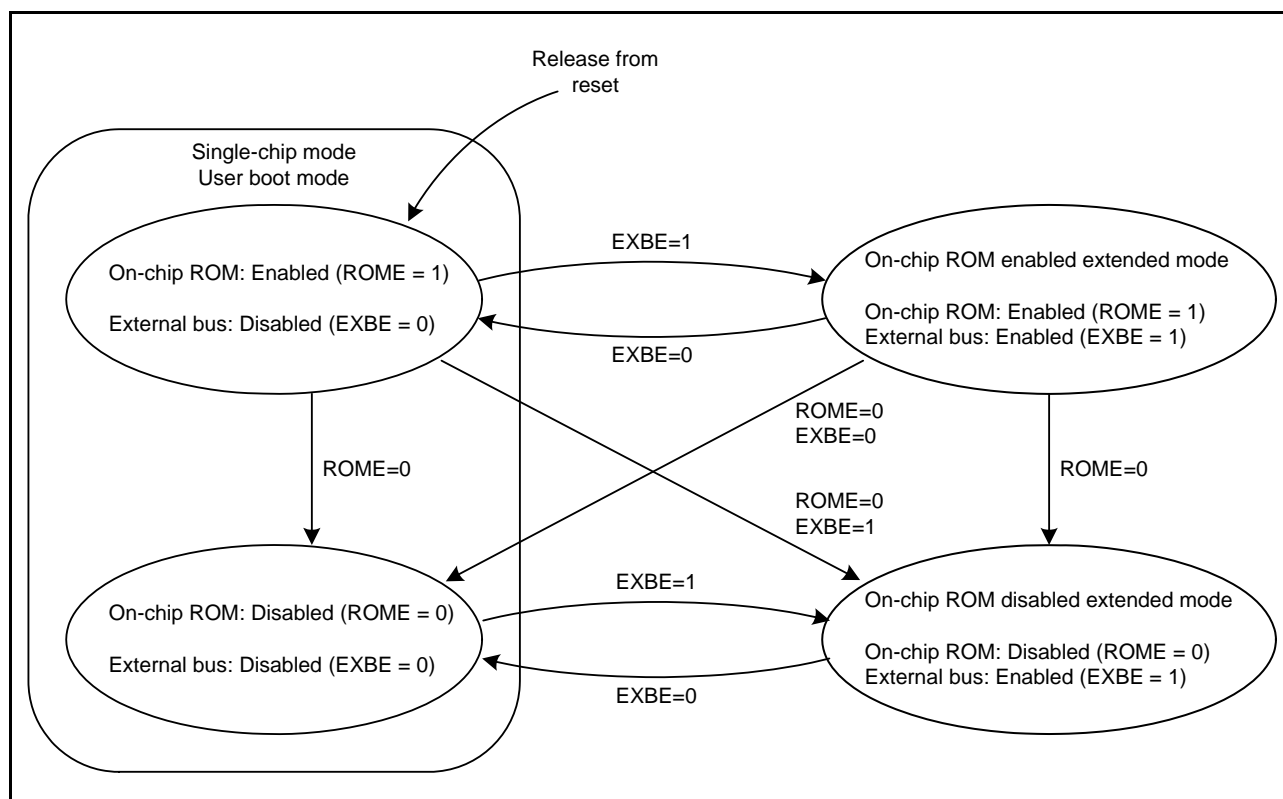 Release from
reset
Single-chip mode
User boot mode
On-chip ROM: Enabled (ROME = 1)
External bus: Disabled (EXBE = 0)
EXBE=1
EXBE=0
On-chip ROM enabled extended mode
On-chip ROM: Enabled (ROME = 1)
External bus: Enabled (EXBE = 1)
ROME=0
ROME=0
EXBE=0
ROME=0
EXBE=1
ROME=0
On-chip ROM: Disabled (ROME = 0)
External bus: Disabled (EXBE = 0)
EXBE=1
EXBE=0
On-chip ROM disabled extended mode
On-chip ROM: Disabled (ROME = 0)
External bus: Enabled (EXBE = 1)